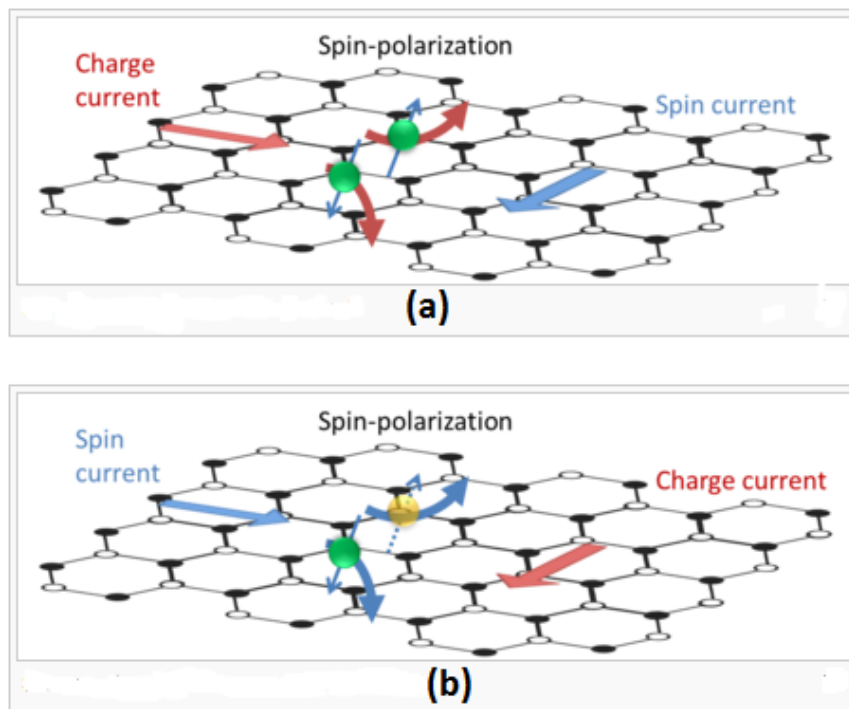 Spin-polarization
Charge
current
Spin current
(a)
Spin-polarization
Spin
current
Charge current
(b)